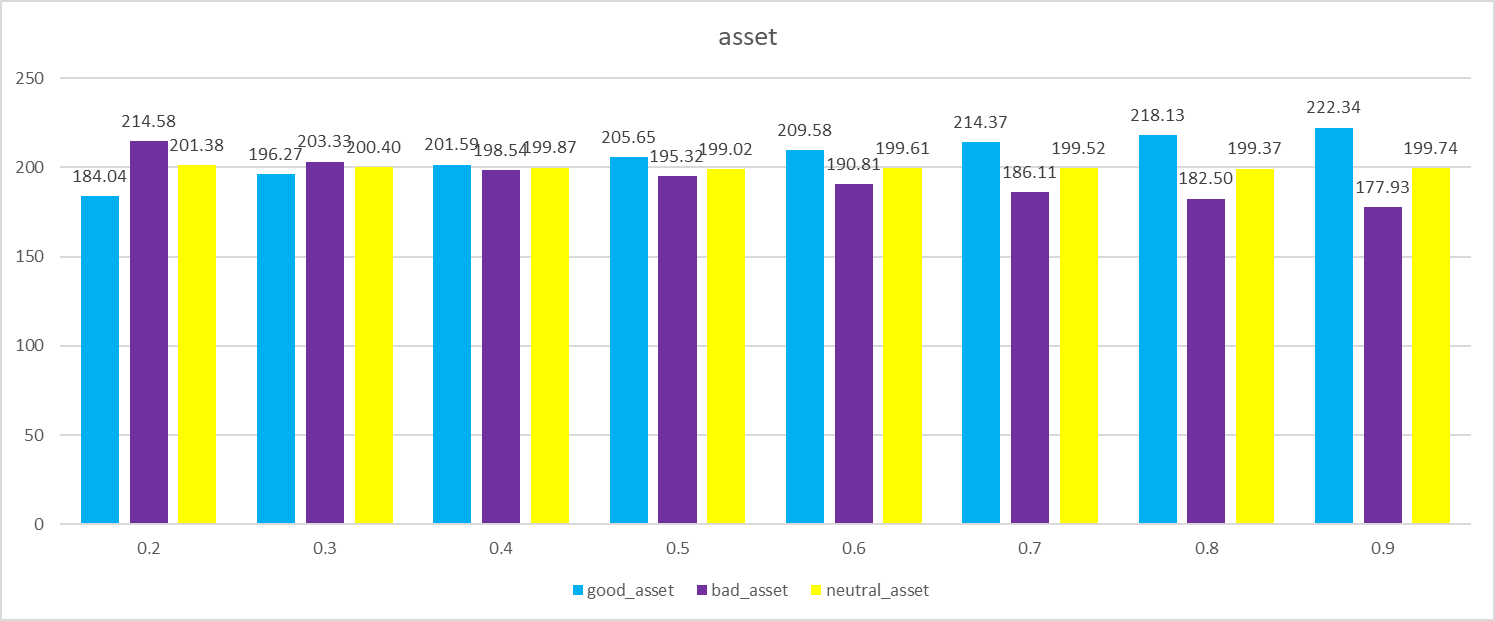 asset
250
200
150
100
50
0
184.04 214.58 201.38
196.27 203.33 200.40
201.59 198.54 199.87
205.65 195.32 199.02
209.58 190.81 199.61
214.37 186.11 199.52
218.13 182.50 199.37
222.34 177.93 199.74
0.2 0.3 0.4 0.5 0.6 0.7 0.8 0.9
good_asset bad_asset neutral_asset